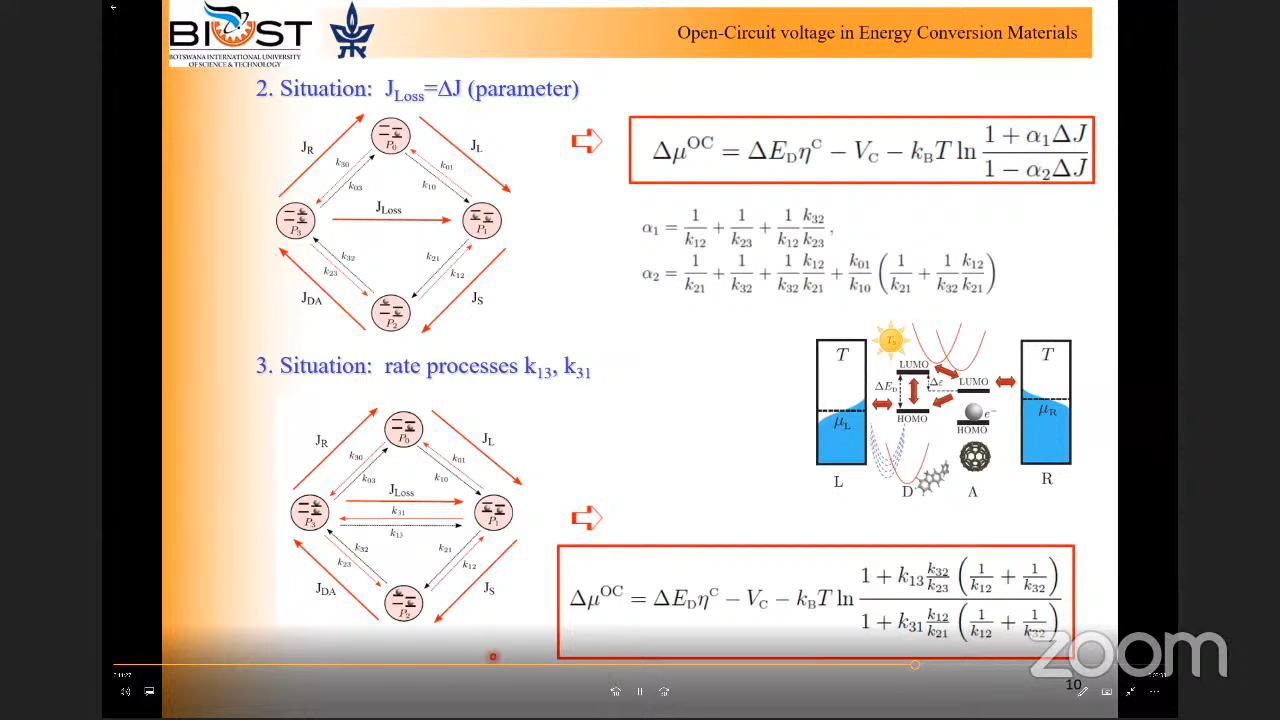 BIUST
BOTSWANA INTERNATIONAL UNIVERSITY
OF SCIENCE & TECHNOLOGY
Open-Circuit voltage in Energy Conversion Materials
2. Situation: J_Loss=ΔJ (parameter)
J_R
P_0
J_L
k_30
k_03
k_01
k_10
J_Loss
P_3
P_1
k_32
k_23
k_21
k_12
J_DA
P_2
J_S
Δμ^OC = ΔE_D η^C − V_C − k_B T ln (1 + α_1 ΔJ)/(1 − α_2 ΔJ)
α_1 = 1/k_12 + 1/k_23 + 1/k_12 k_32/k_23 ,
α_2 = 1/k_21 + 1/k_32 + 1/k_32 k_12/k_21 + k_01/k_10 (1/k_21 + 1/k_32 k_12/k_21)
3. Situation: rate processes k_13, k_31
J_R
P_0
J_L
k_30
k_03
k_01
k_10
J_Loss
k_31
P_3
P_1
k_13
k_32
k_23
k_21
k_12
J_DA
P_2
J_S
T
T_S
T
LUMO
ΔE_D
Δε
LUMO
HOMO
μ_L
e^−
μ_R
HOMO
L
D
A
R
Δμ^OC = ΔE_D η^C − V_C − k_B T ln (1 + k_13 k_32/k_23 (1/k_12 + 1/k_32))/(1 + k_31 k_12/k_21 (1/k_12 + 1/k_32))
zoom
10